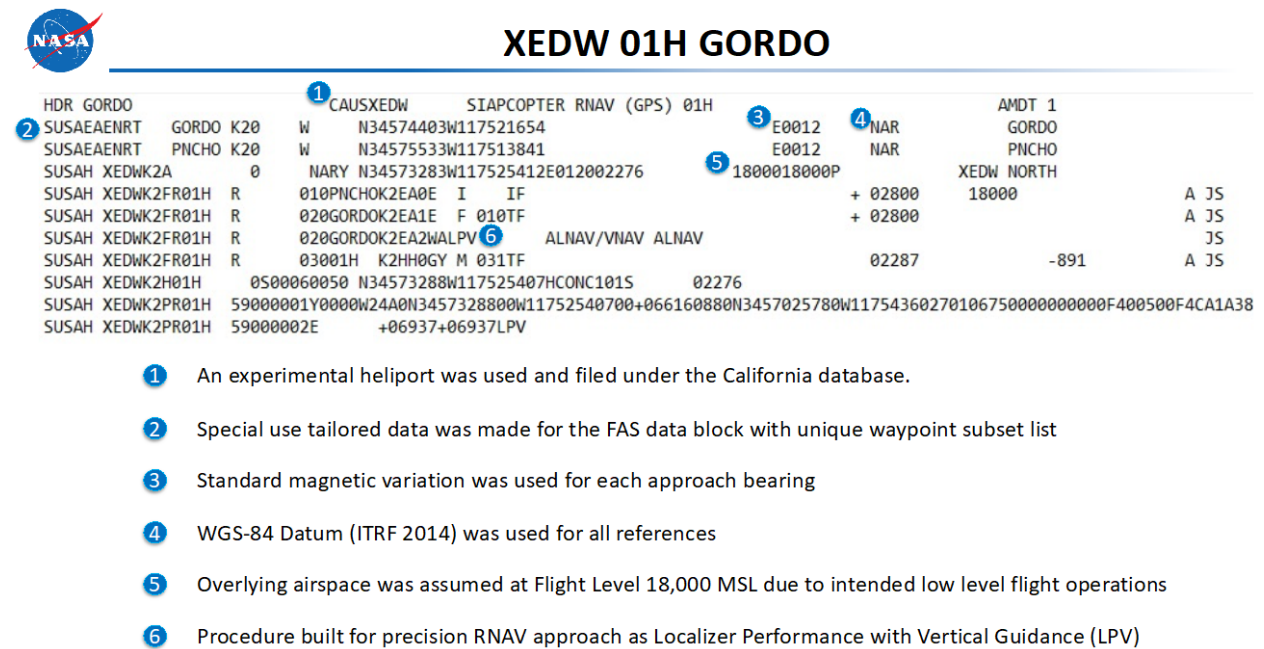 NASA
XEDW 01H GORDO
HDR GORDO 1 CAUSXEDW SIAPCOPTER RNAV (GPS) 01H AMDT 1
2 SUSAEAENRT GORDO K20 W N34574403W117521654 3 E0012 4 NAR GORDO
SUSAEAENRT PNCHO K20 W N34575533W117513841 E0012 NAR PNCHO
SUSAH XEDWK2A 0 NARY N34573283W117525412E012002276 5 1800018000P XEDW NORTH
SUSAH XEDWK2FR01H R 010PNCHOK2EA0E I IF + 02800 18000 A JS
SUSAH XEDWK2FR01H R 020GORDOK2EA1E F 010TF + 02800 A JS
SUSAH XEDWK2FR01H R 020GORDOK2EA2WALPV 6 ALNAV/VNAV ALNAV JS
SUSAH XEDWK2FR01H R 03001H K2HH0GY M 031TF 02287 -891 A JS
SUSAH XEDWK2H01H 0S00060050 N34573288W117525407HCONC101S 02276
SUSAH XEDWK2PR01H 59000001Y0000W24A0N3457328800W11752540700+066160880N3457025780W11754360270106750000000000F400500F4CA1A38
SUSAH XEDWK2PR01H 59000002E +06937+06937LPV
1 An experimental heliport was used and filed under the California database.
2 Special use tailored data was made for the FAS data block with unique waypoint subset list
3 Standard magnetic variation was used for each approach bearing
4 WGS-84 Datum (ITRF 2014) was used for all references
5 Overlying airspace was assumed at Flight Level 18,000 MSL due to intended low level flight operations
6 Procedure built for precision RNAV approach as Localizer Performance with Vertical Guidance (LPV)